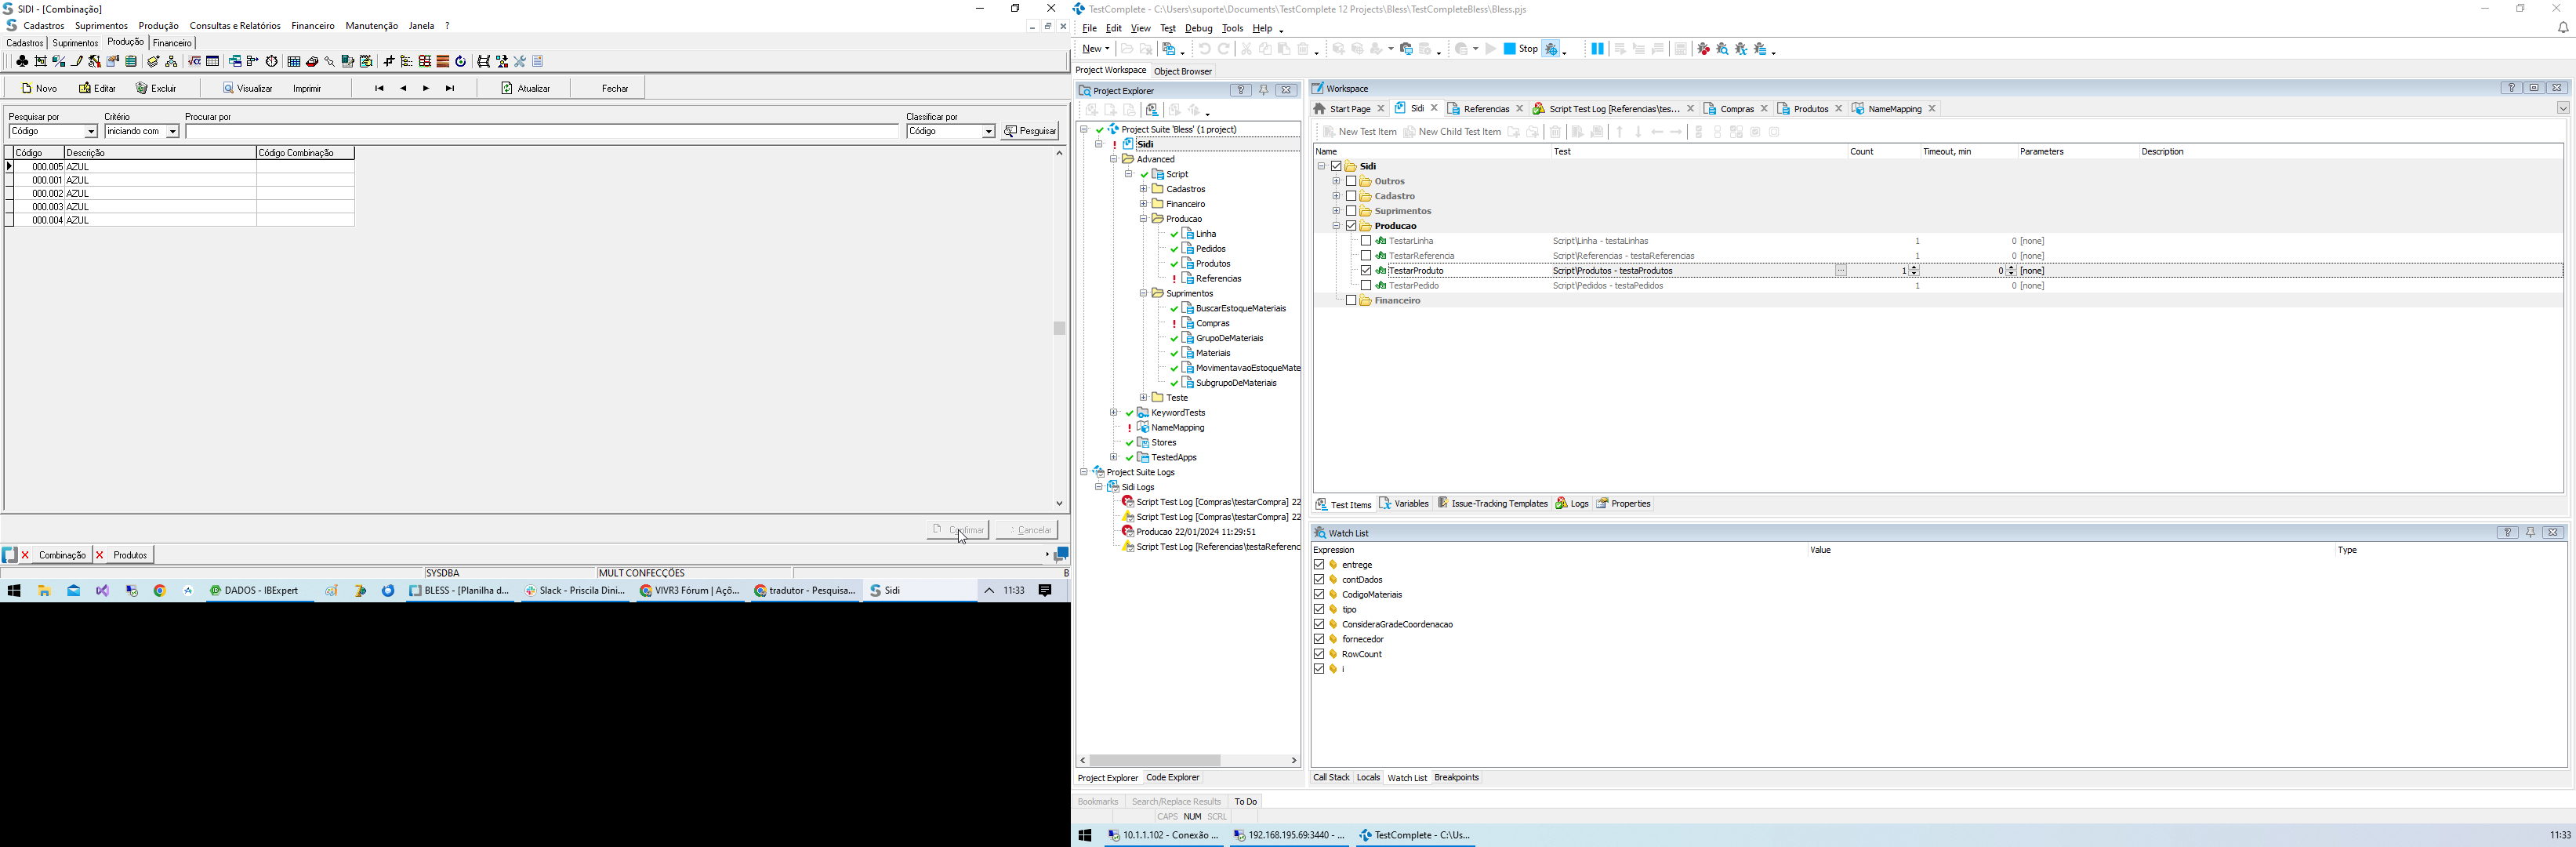 SIDI - [Combinação]
Cadastros Suprimentos Produção Consultas e Relatórios Financeiro Manutenção Janela ?
Cadastros Suprimentos Produção Financeiro
Novo Editar Excluir Visualizar Imprimir Atualizar Fechar
Pesquisar por Critério Procurar por Classificar por
Código iniciando com Código Pesquisar
Código Descrição Código Combinação
000.005 AZUL
000.001 AZUL
000.002 AZUL
000.003 AZUL
000.004 AZUL
Confirmar Cancelar
Combinação Produtos
SYSDBA MULT CONFECÇÕES B
DADOS - IBExpert BLESS - [Planilha d... Slack - Priscila Dini... VIVR3 Fórum | Açõ... tradutor - Pesquisa... Sidi 11:33
TestComplete - C:\Users\suporte\Documents\TestComplete 12 Projects\Bless\TestCompleteBless\Bless.pjs
File Edit View Test Debug Tools Help
New Stop
Project Workspace Object Browser
Project Explorer
Project Suite 'Bless' (1 project)
Sidi
Advanced
Script
Cadastros
Financeiro
Producao
Linha
Pedidos
Produtos
Referencias
Suprimentos
BuscarEstoqueMateriais
Compras
GrupoDeMateriais
Materiais
MovimentavaoEstoqueMate
SubgrupoDeMateriais
Teste
KeywordTests
NameMapping
Stores
TestedApps
Project Suite Logs
Sidi Logs
Script Test Log [Compras\testarCompra] 22
Script Test Log [Compras\testarCompra] 22
Producao 22/01/2024 11:29:51
Script Test Log [Referencias\testaReferenc
Project Explorer Code Explorer
Workspace
Start Page Sidi Referencias Script Test Log [Referencias\tes... Compras Produtos NameMapping
New Test Item New Child Test Item
Name Test Count Timeout, min Parameters Description
Sidi
Outros
Cadastro
Suprimentos
Producao
TestarLinha Script\Linha - testaLinhas 1 0 [none]
TestarReferencia Script\Referencias - testaReferencias 1 0 [none]
TestarProduto Script\Produtos - testaProdutos ... 1 0 [none]
TestarPedido Script\Pedidos - testaPedidos 1 0 [none]
Financeiro
Test Items Variables Issue-Tracking Templates Logs Properties
Watch List
Expression Value Type
entrege
contDados
CodigoMateriais
tipo
ConsideraGradeCoordenacao
fornecedor
RowCount
i
Call Stack Locals Watch List Breakpoints
Bookmarks Search/Replace Results To Do
CAPS NUM SCRL
10.1.1.102 - Conexão ... 192.168.195.69:3440 - ... TestComplete - C:\Us... 11:33